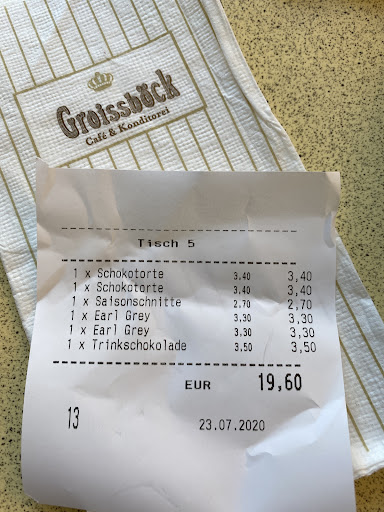 Groissböck
Café & Konditorei
Tisch 5
1 x Schokotorte 3,40 3,40
1 x Schokotorte 3,40 3,40
1 x Saisonschnitte 2,70 2,70
1 x Earl Grey 3,30 3,30
1 x Earl Grey 3,30 3,30
1 x Trinkschokolade 3,50 3,50
EUR 19,60
13 23.07.2020